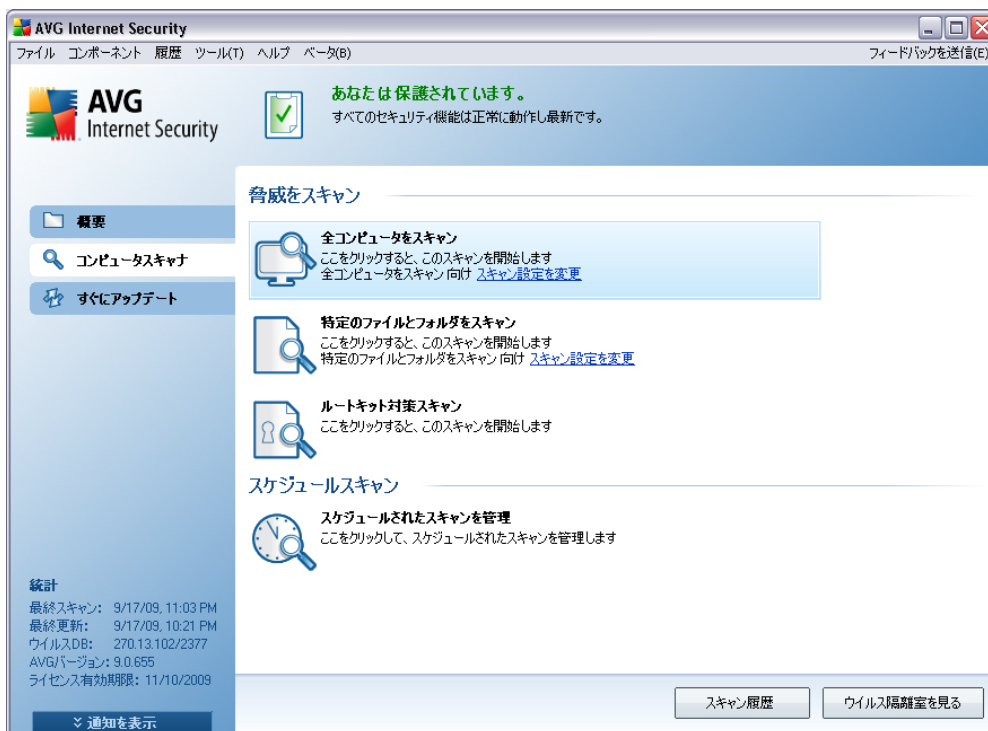 AVG Internet Security
ファイル コンポーネント 履歴 ツール(T) ヘルプ ベータ(B) フィードバックを送信(E)
AVG
Internet Security
あなたは保護されています。
すべてのセキュリティ機能は正常に動作し最新です。
概要
コンピュータスキャナ
すぐにアップデート
脅威をスキャン
全コンピュータをスキャン
ここをクリックすると、このスキャンを開始します
全コンピュータをスキャン 向け スキャン設定を変更
特定のファイルとフォルダをスキャン
ここをクリックすると、このスキャンを開始します
特定のファイルとフォルダをスキャン 向け スキャン設定を変更
ルートキット対策スキャン
ここをクリックすると、このスキャンを開始します
スケジュールスキャン
スケジュールされたスキャンを管理
ここをクリックして、スケジュールされたスキャンを管理します
統計
最終スキャン: 9/17/09, 11:03 PM
最終更新: 9/17/09, 10:21 PM
ウイルスDB: 270.13.102/2377
AVGバージョン: 9.0.655
ライセンス有効期限: 11/10/2009
通知を表示
スキャン履歴
ウイルス隔離室を見る